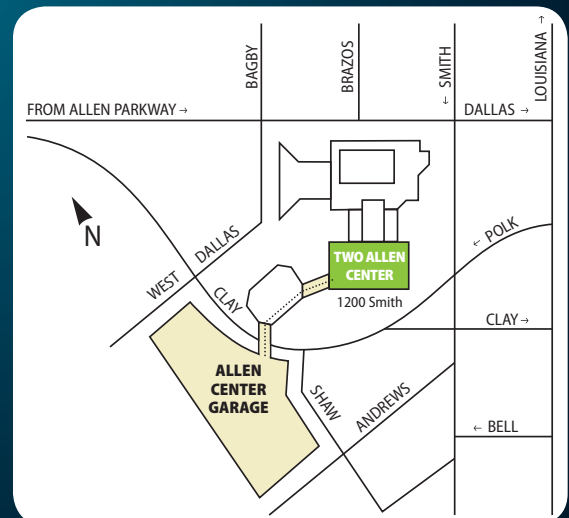 BAGBY
BRAZOS
← SMITH
LOUISIANA →
FROM ALLEN PARKWAY →
DALLAS →
N
WEST DALLAS
← POLK
TWO ALLEN
CENTER
1200 Smith
CLAY
CLAY →
ALLEN
CENTER
GARAGE
SHAW
ANDREWS
← BELL